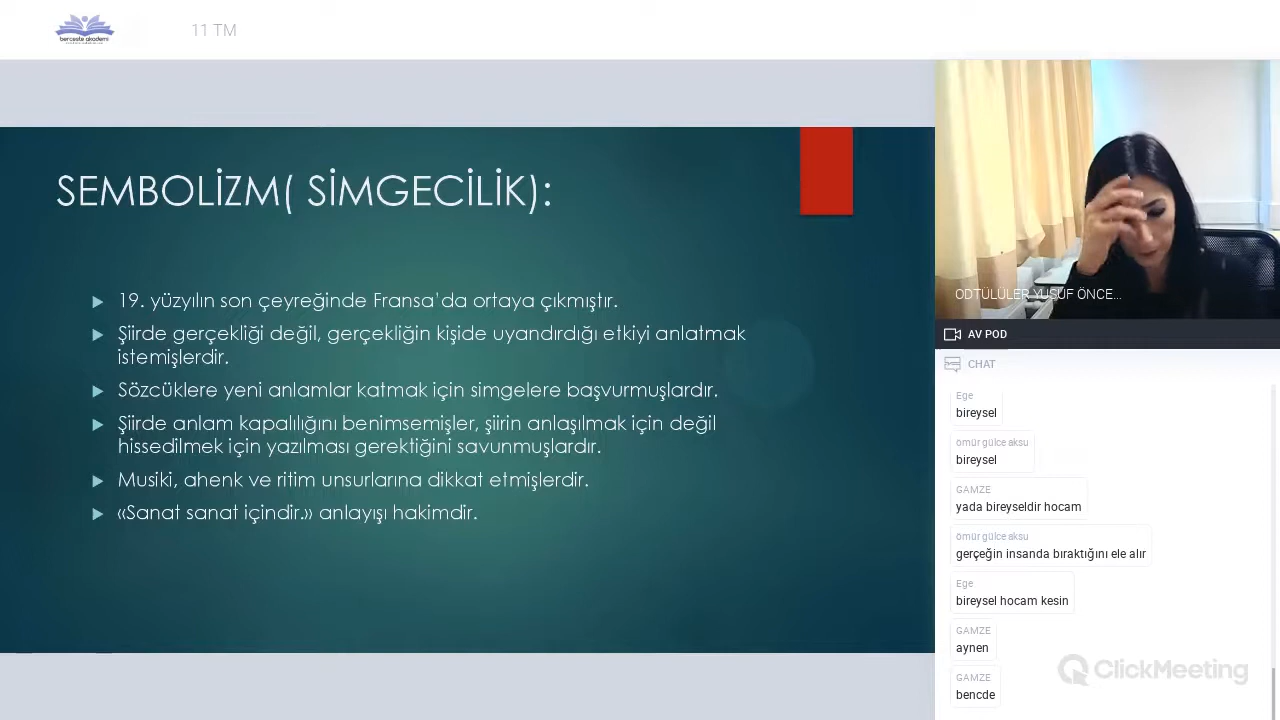 berceste akademi
11 TM
SEMBOLİZM( SİMGECİLİK):
19. yüzyılın son çeyreğinde Fransa'da ortaya çıkmıştır.
Şiirde gerçekliği değil, gerçekliğin kişide uyandırdığı etkiyi anlatmak
istemişlerdir.
Sözcüklere yeni anlamlar katmak için simgelere başvurmuşlardır.
Şiirde anlam kapalılığını benimsemişler, şiirin anlaşılmak için değil
hissedilmek için yazılması gerektiğini savunmuşlardır.
Musiki, ahenk ve ritim unsurlarına dikkat etmişlerdir.
«Sanat sanat içindir.» anlayışı hakimdir.
ODTÜLÜLER YUSUF ÖNCE...
AV POD
CHAT
Ege
bireysel
ömür gülce aksu
bireysel
GAMZE
yada bireyseldir hocam
ömür gülce aksu
gerçeğin insanda bıraktığını ele alır
Ege
bireysel hocam kesin
GAMZE
aynen
GAMZE
bencde
ClickMeeting